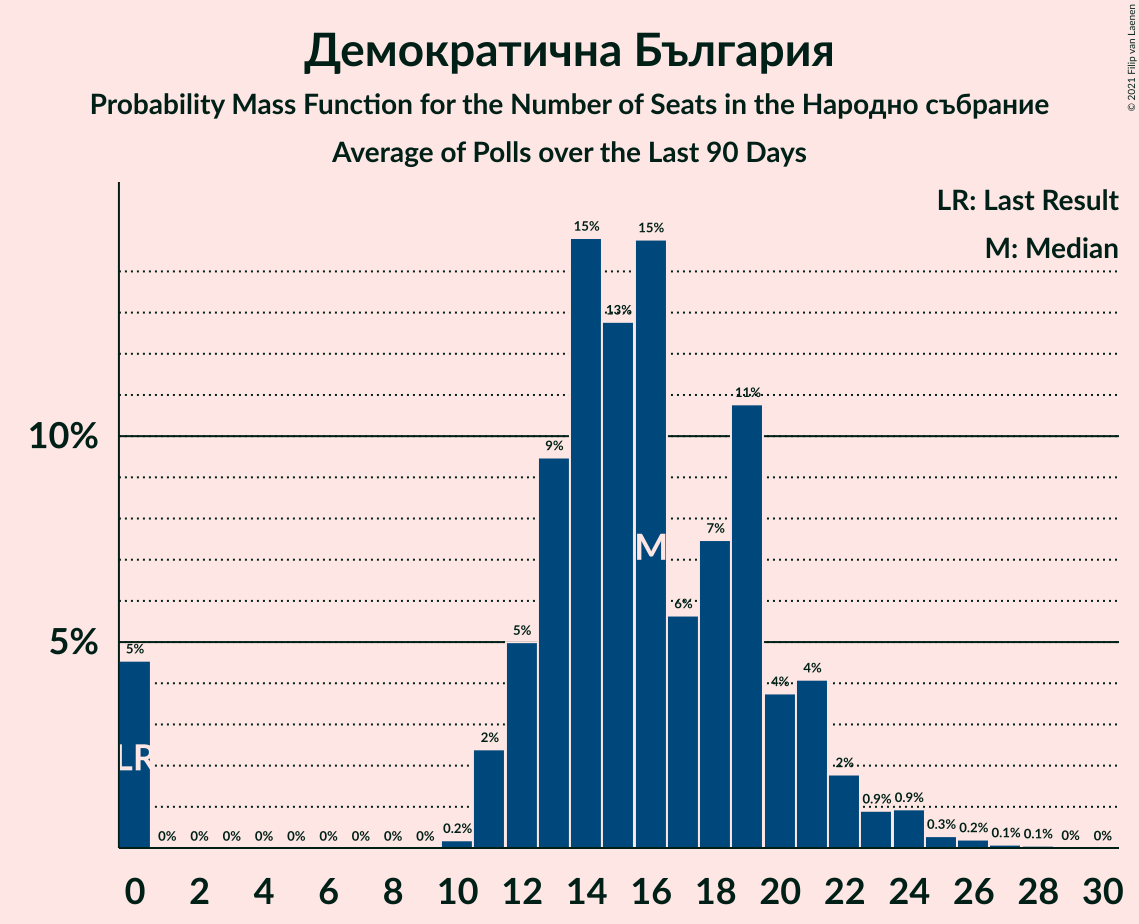 Демократична България
Probability Mass Function for the Number of Seats in the Народно събрание
Average of Polls over the Last 90 Days
© 2021 Filip van Laenen
LR: Last Result
M: Median
15% 15%
13%
11%
10%
9%
7%
6%
5%
5%
5%
4% 4%
2%
2%
0.9% 0.9%
0% 0% 0% 0% 0% 0% 0% 0% 0% 0.2% 0.3% 0.2% 0.1% 0.1% 0% 0%
M
LR
0 2 4 6 8 10 12 14 16 18 20 22 24 26 28 30